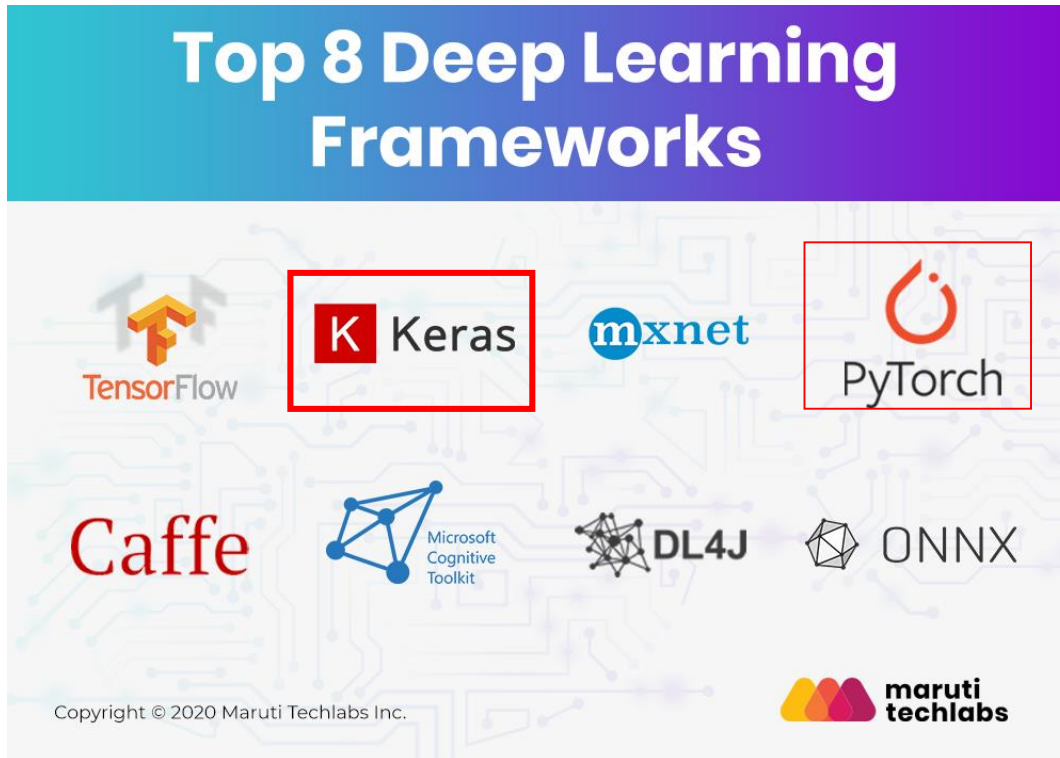 Top 8 Deep Learning
Frameworks
TensorFlow
K Keras
mxnet
PyTorch
Caffe
Microsoft
Cognitive
Toolkit
DL4J
ONNX
Copyright © 2020 Maruti Techlabs Inc.
maruti
techlabs